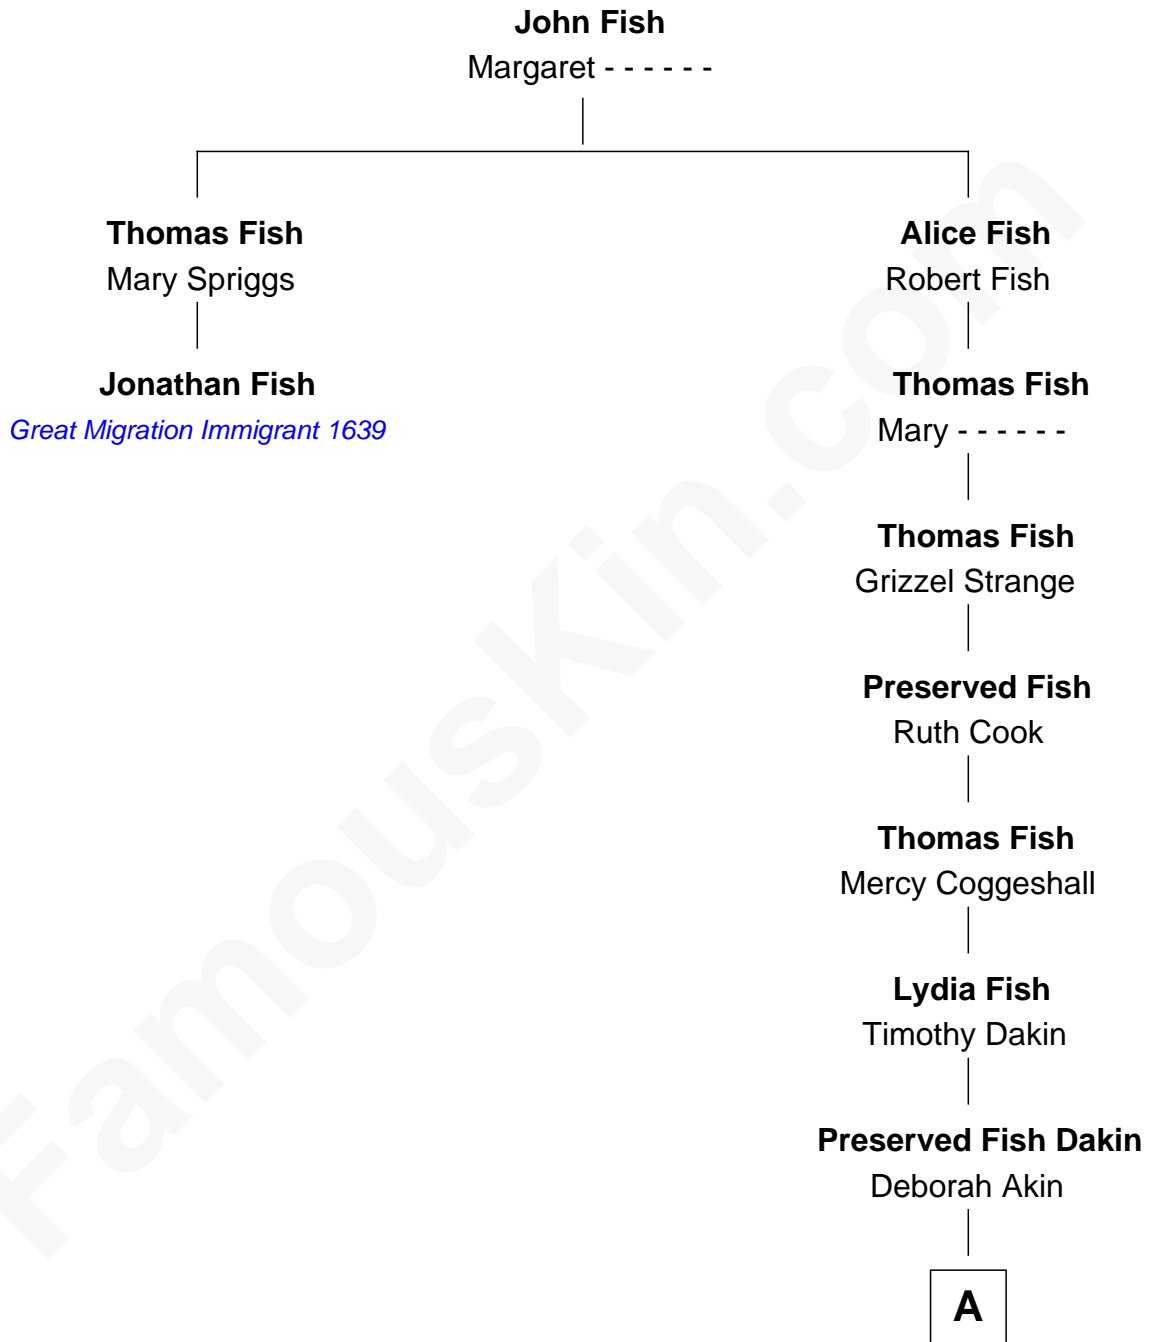 John Fish
Margaret - - - - - -
Thomas Fish
Mary Spriggs
Jonathan Fish
Great Migration Immigrant 1639
Alice Fish
Robert Fish
Thomas Fish
Mary - - - - - -
Thomas Fish
Grizzel Strange
Preserved Fish
Ruth Cook
Thomas Fish
Mercy Coggeshall
Lydia Fish
Timothy Dakin
Preserved Fish Dakin
Deborah Akin
A
FamousKin.com